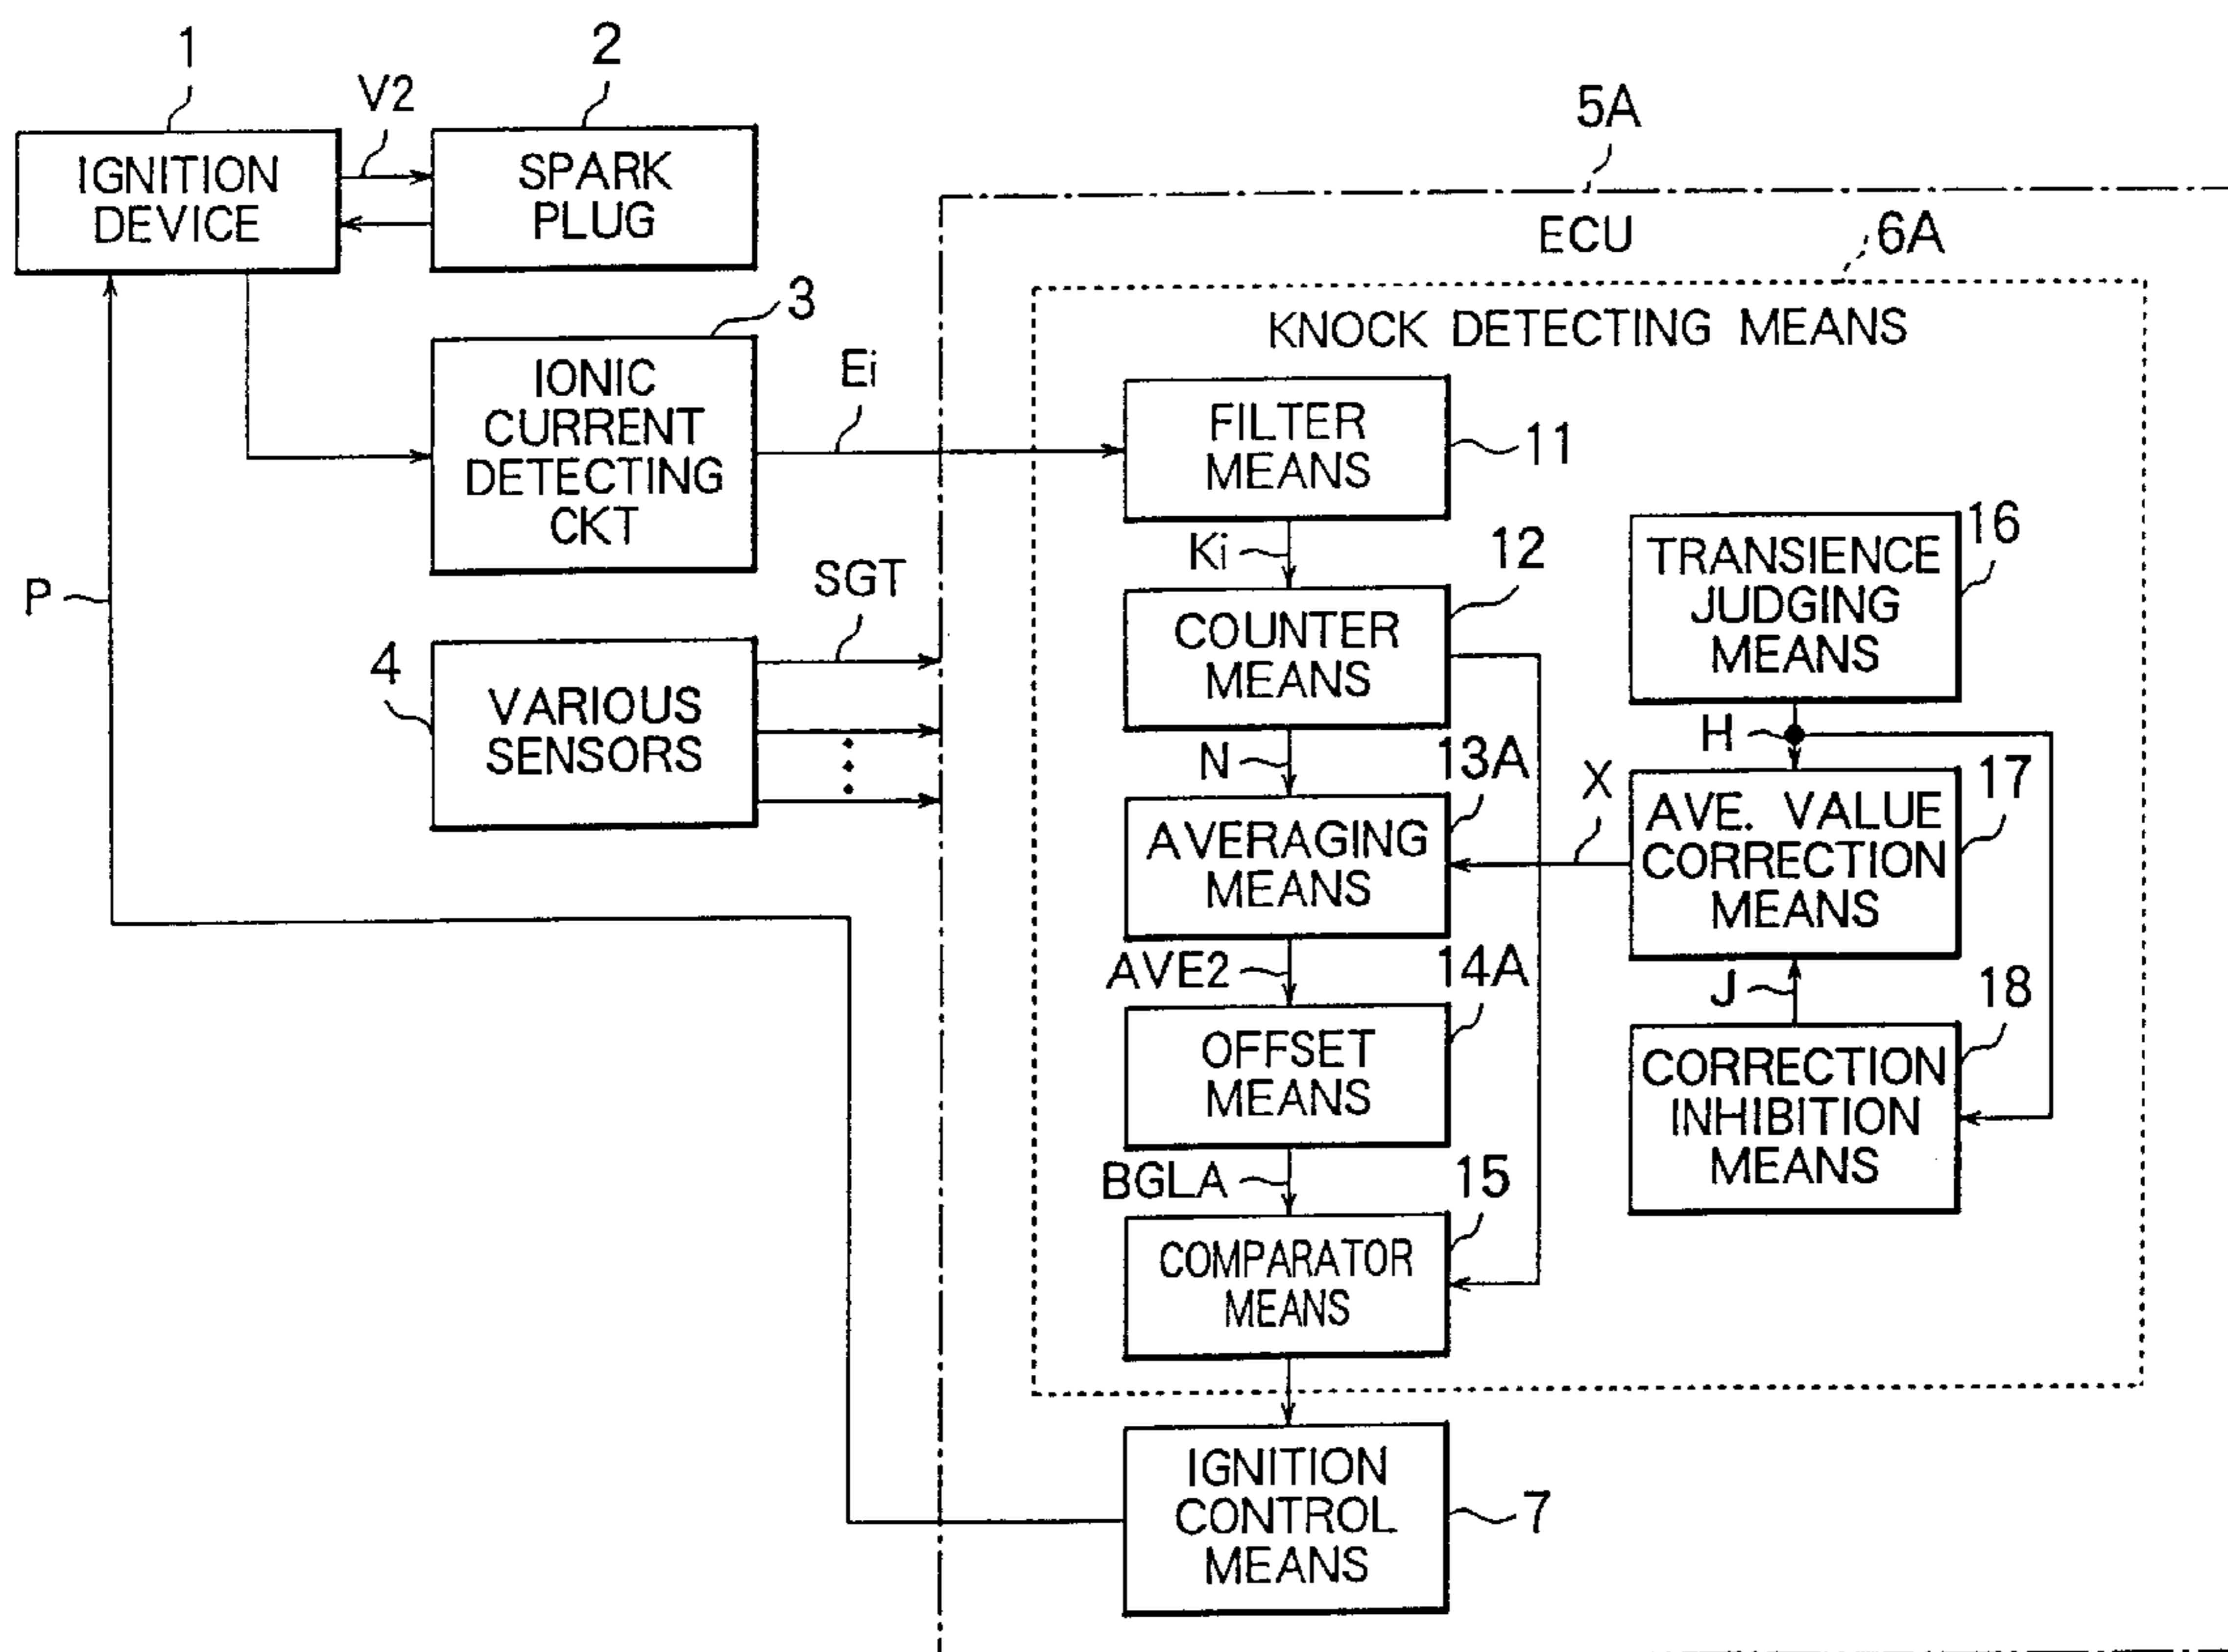 1
V2
2
IGNITION
DEVICE
SPARK
PLUG
5A
ECU
6A
3
KNOCK DETECTING MEANS
IONIC
CURRENT
DETECTING
CKT
Ei
FILTER
MEANS
11
P
SGT
Ki
12
16
4
VARIOUS
SENSORS
COUNTER
MEANS
TRANSIENCE
JUDGING
MEANS
N
13A
H
X
17
AVERAGING
MEANS
AVE. VALUE
CORRECTION
MEANS
AVE2
14A
J
18
OFFSET
MEANS
CORRECTION
INHIBITION
MEANS
BGLA
15
COMPARATOR
MEANS
IGNITION
CONTROL
MEANS
7